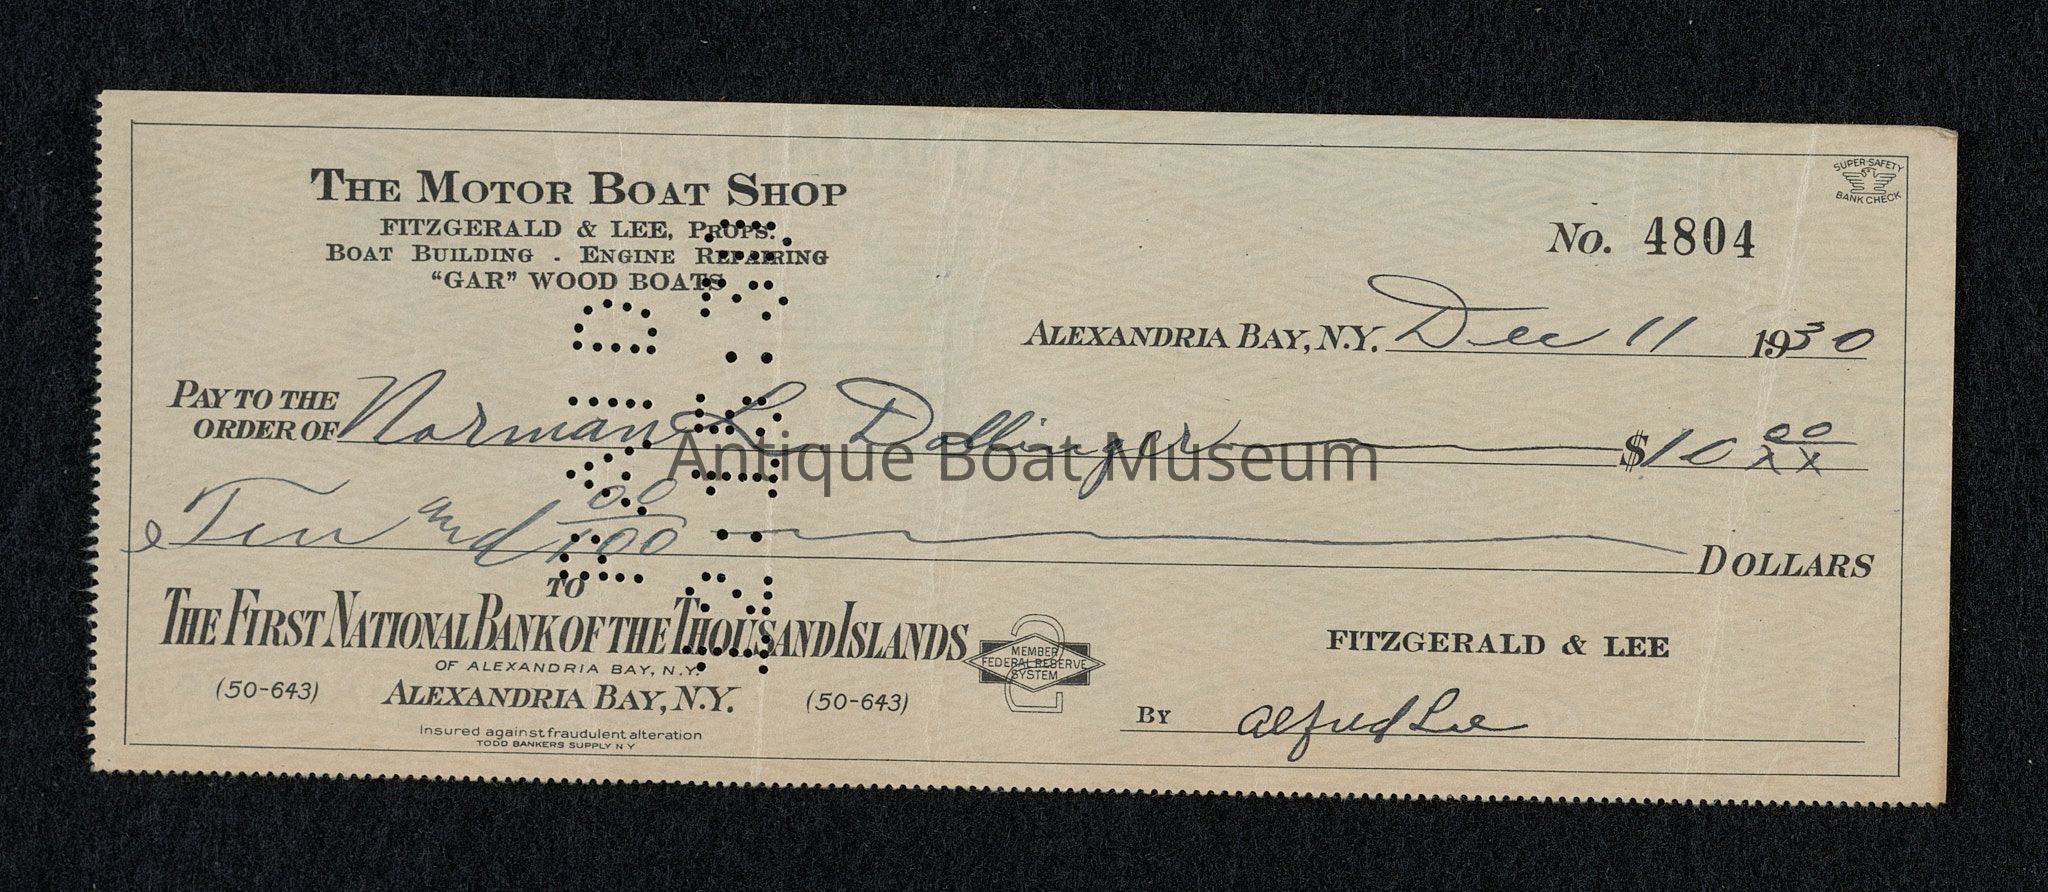 THE MOTOR BOAT SHOP
FITZGERALD & LEE, PROPS.
BOAT BUILDING - ENGINE REPAIRING
"GAR" WOOD BOATS
SUPER-SAFETY
BANK CHECK
No. 4804
ALEXANDRIA BAY, N.Y. Dec 11 1930
PAY TO THE
ORDER OF Norman L. Dollinger $10 00/XX
Antique Boat Museum
Ten and 00/100 DOLLARS
TO
THE FIRST NATIONAL BANK OF THE THOUSAND ISLANDS
OF ALEXANDRIA BAY, N.Y.
(50-643) ALEXANDRIA BAY, N.Y. (50-643)
Insured against fraudulent alteration
TODD BANKERS SUPPLY N Y
MEMBER
FEDERAL RESERVE
SYSTEM
FITZGERALD & LEE
BY Alfred Lee